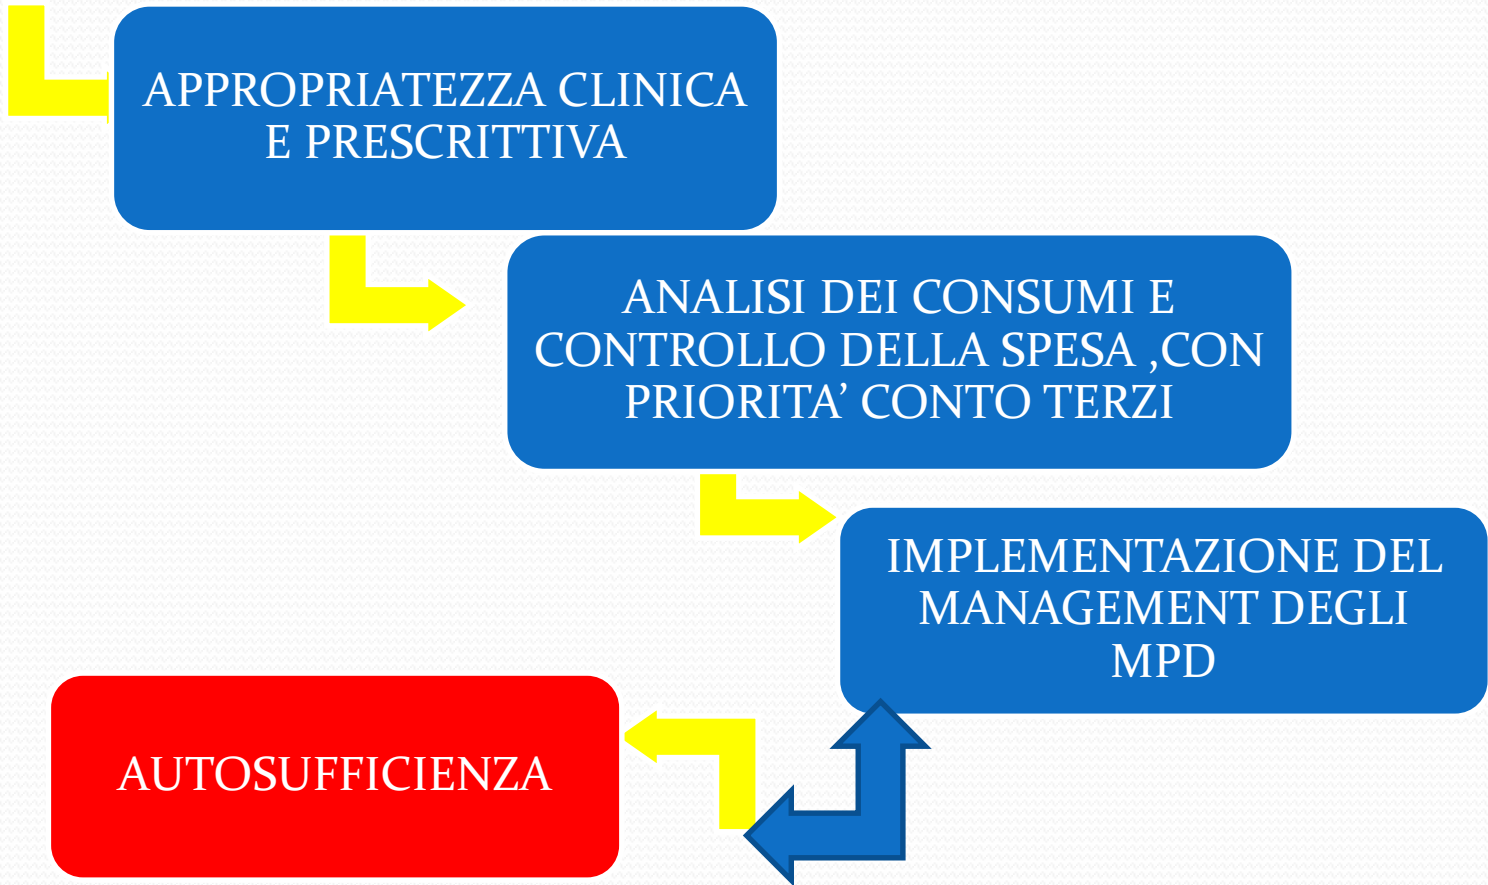 APPROPRIATEZZA CLINICA
E PRESCRITTIVA
ANALISI DEI CONSUMI E
CONTROLLO DELLA SPESA ,CON
PRIORITA’ CONTO TERZI
IMPLEMENTAZIONE DEL
MANAGEMENT DEGLI
MPD
AUTOSUFFICIENZA